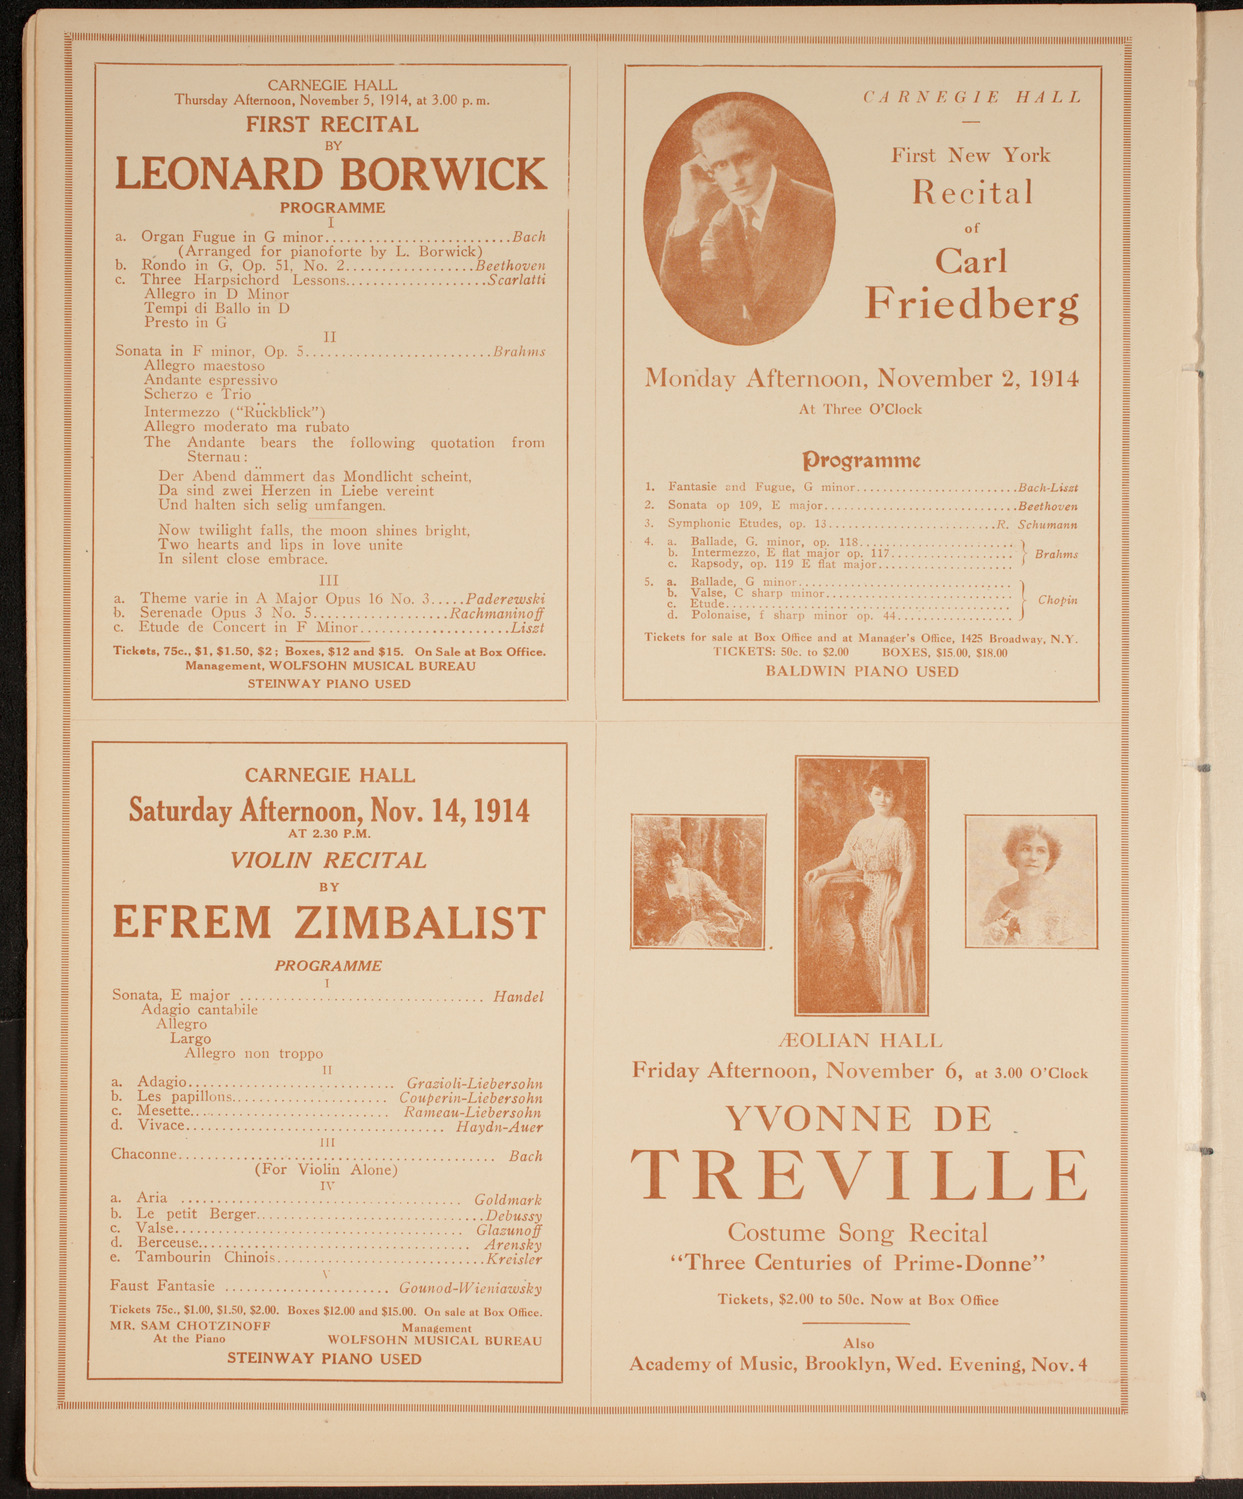 CARNEGIE HALL
Thursday Afternoon, November 5, 1914, at 3.00 p. m.
FIRST RECITAL
BY
LEONARD BORWICK
PROGRAMME
I
a. Organ Fugue in G minor..........................Bach
(Arranged for pianoforte by L. Borwick)
b. Rondo in G, Op. 51, No. 2...................Beethoven
c. Three Harpsichord Lessons.....................Scarlatti
Allegro in D Minor
Tempi di Ballo in D
Presto in G
II
Sonata in F minor, Op. 5...........................Brahms
Allegro maestoso
Andante espressivo
Scherzo e Trio
Intermezzo ("Rückblick")
Allegro moderato ma rubato
The Andante bears the following quotation from
Sternau:
Der Abend dämmert das Mondlicht scheint,
Da sind zwei Herzen in Liebe vereint
Und halten sich selig umfangen.
Now twilight falls, the moon shines bright,
Two hearts and lips in love unite
In silent close embrace.
III
a. Theme varie in A Major Opus 16 No. 3.....Paderewski
b. Serenade Opus 3 No. 5....................Rachmaninoff
c. Etude de Concert in F Minor......................Liszt
Tickets, 75c., $1, $1.50, $2; Boxes, $12 and $15. On Sale at Box Office.
Management, WOLFSOHN MUSICAL BUREAU
STEINWAY PIANO USED
CARNEGIE HALL
First New York
Recital
of
Carl
Friedberg
Monday Afternoon, November 2, 1914
At Three O'Clock
Programme
1. Fantasie and Fugue, G minor.........................Bach-Liszt
2. Sonata op 109, E major..............................Beethoven
3. Symphonic Etudes, op. 13..........................R. Schumann
4. a. Ballade, G. minor, op. 118........................
b. Intermezzo, E flat major op. 117................... Brahms
c. Rapsody, op. 119 E flat major.....................
5. a. Ballade, G minor..................................
b. Valse, C sharp minor..............................
c. Etude............................................. Chopin
d. Polonaise, f sharp minor op. 44..................
Tickets for sale at Box Office and at Manager's Office, 1425 Broadway, N.Y.
TICKETS: 50c. to $2.00 BOXES, $15.00, $18.00
BALDWIN PIANO USED
CARNEGIE HALL
Saturday Afternoon, Nov. 14, 1914
AT 2.30 P.M.
VIOLIN RECITAL
BY
EFREM ZIMBALIST
PROGRAMME
I
Sonata, E major .................................. Handel
Adagio cantabile
Allegro
Largo
Allegro non troppo
II
a. Adagio............................. Grazioli-Liebersohn
b. Les papillons...................... Couperin-Liebersohn
c. Mesette............................ Rameau-Liebersohn
d. Vivace.................................. Haydn-Auer
III
Chaconne............................................. Bach
(For Violin Alone)
IV
a. Aria ....................................... Goldmark
b. Le petit Berger................................Debussy
c. Valse......................................... Glazunoff
d. Berceuse....................................... Arensky
e. Tambourin Chinois.............................Kreisler
V
Faust Fantasie ....................... Gounod-Wieniawsky
Tickets 75c., $1.00, $1.50, $2.00. Boxes $12.00 and $15.00. On sale at Box Office.
MR. SAM CHOTZINOFF Management
At the Piano WOLFSOHN MUSICAL BUREAU
STEINWAY PIANO USED
ÆOLIAN HALL
Friday Afternoon, November 6, at 3.00 O'Clock
YVONNE DE
TREVILLE
Costume Song Recital
"Three Centuries of Prime-Donne"
Tickets, $2.00 to 50c. Now at Box Office
Also
Academy of Music, Brooklyn, Wed. Evening, Nov. 4